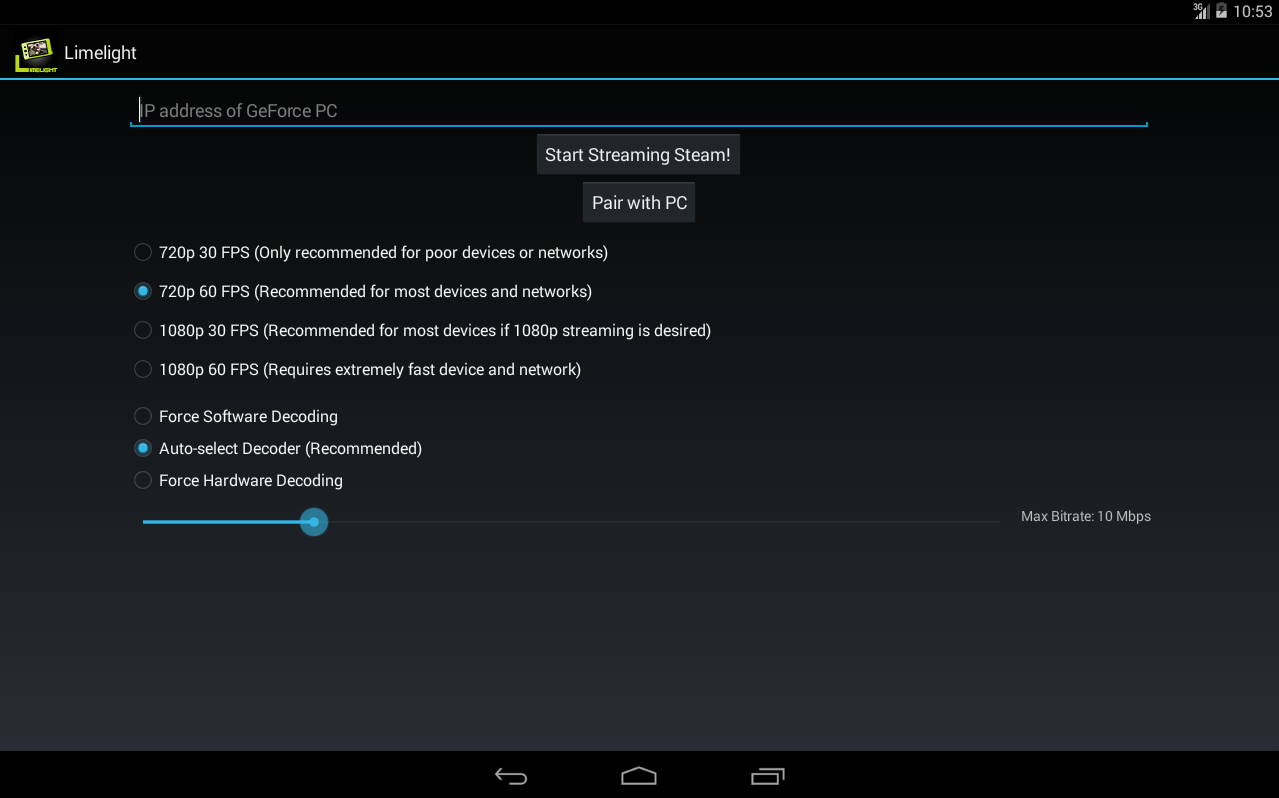 3G 10:53
LIMELIGHT
Limelight
IP address of GeForce PC
Start Streaming Steam!
Pair with PC
720p 30 FPS (Only recommended for poor devices or networks)
720p 60 FPS (Recommended for most devices and networks)
1080p 30 FPS (Recommended for most devices if 1080p streaming is desired)
1080p 60 FPS (Requires extremely fast device and network)
Force Software Decoding
Auto-select Decoder (Recommended)
Force Hardware Decoding
Max Bitrate: 10 Mbps